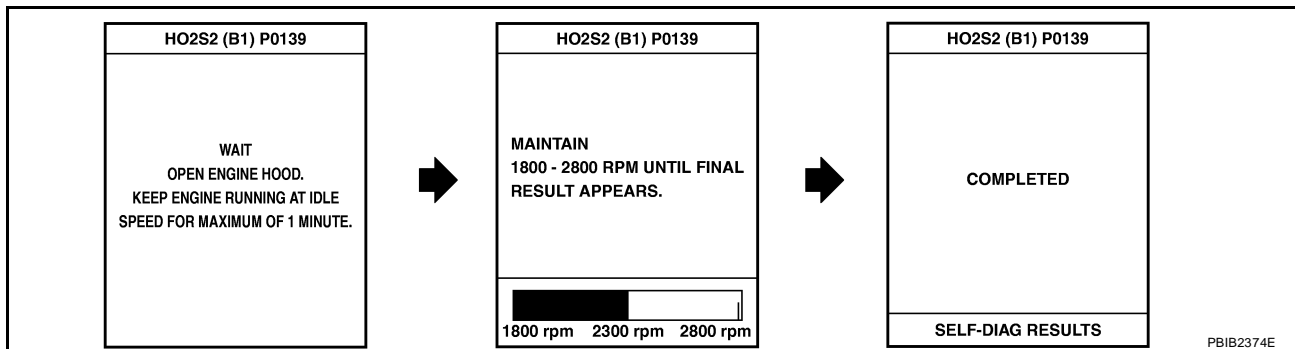 HO2S2 (B1) P0139
WAIT
OPEN ENGINE HOOD.
KEEP ENGINE RUNNING AT IDLE
SPEED FOR MAXIMUM OF 1 MINUTE.
HO2S2 (B1) P0139
MAINTAIN
1800 - 2800 RPM UNTIL FINAL
RESULT APPEARS.
1800 rpm 2300 rpm 2800 rpm
HO2S2 (B1) P0139
COMPLETED
SELF-DIAG RESULTS
PBIB2374E